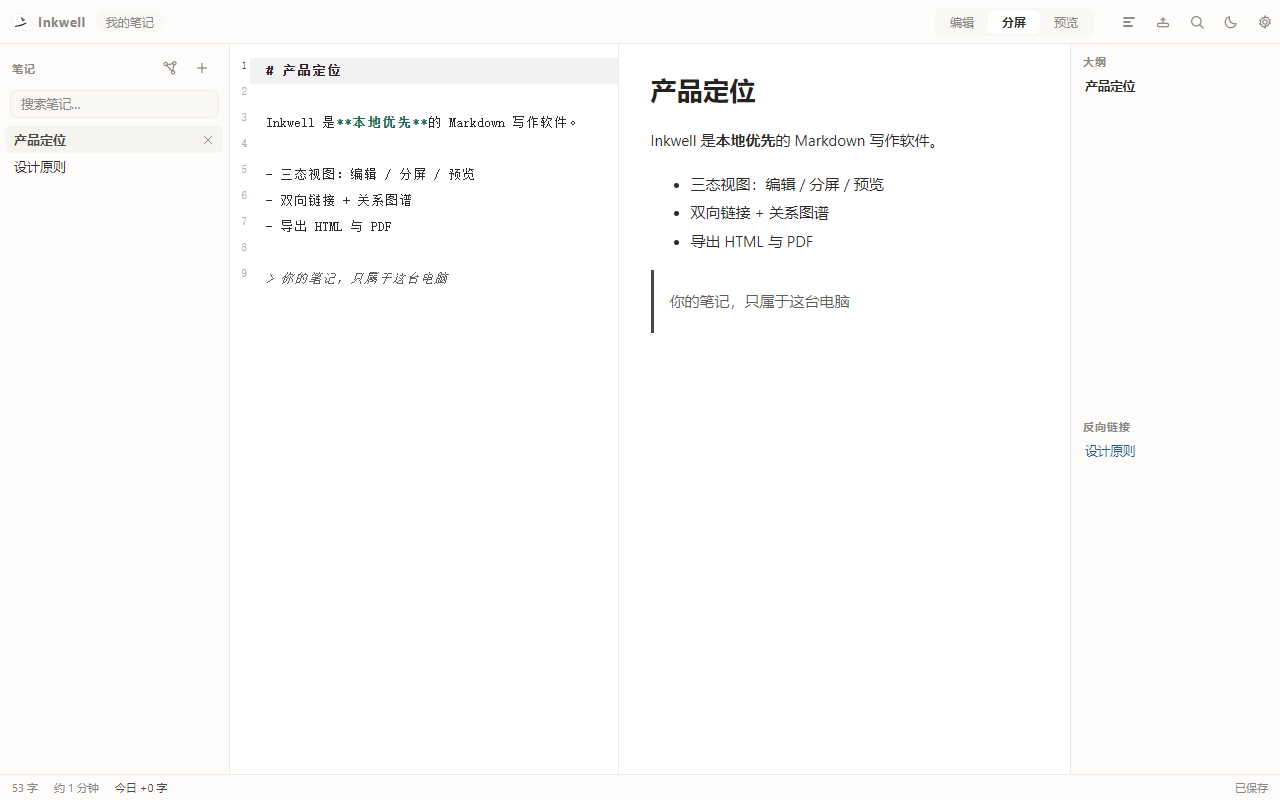 Inkwell 我的笔记 编辑 分屏 预览
笔记
搜索笔记...
产品定位
设计原则
1 # 产品定位
2
3 Inkwell 是**本地优先**的 Markdown 写作软件。
4
5 - 三态视图：编辑 / 分屏 / 预览
6 - 双向链接 + 关系图谱
7 - 导出 HTML 与 PDF
8
9 > 你的笔记，只属于这台电脑
产品定位
Inkwell 是本地优先的 Markdown 写作软件。
• 三态视图：编辑 / 分屏 / 预览
• 双向链接 + 关系图谱
• 导出 HTML 与 PDF
你的笔记，只属于这台电脑
大纲
产品定位
反向链接
设计原则
53 字 约 1 分钟 今日 +0 字 已保存